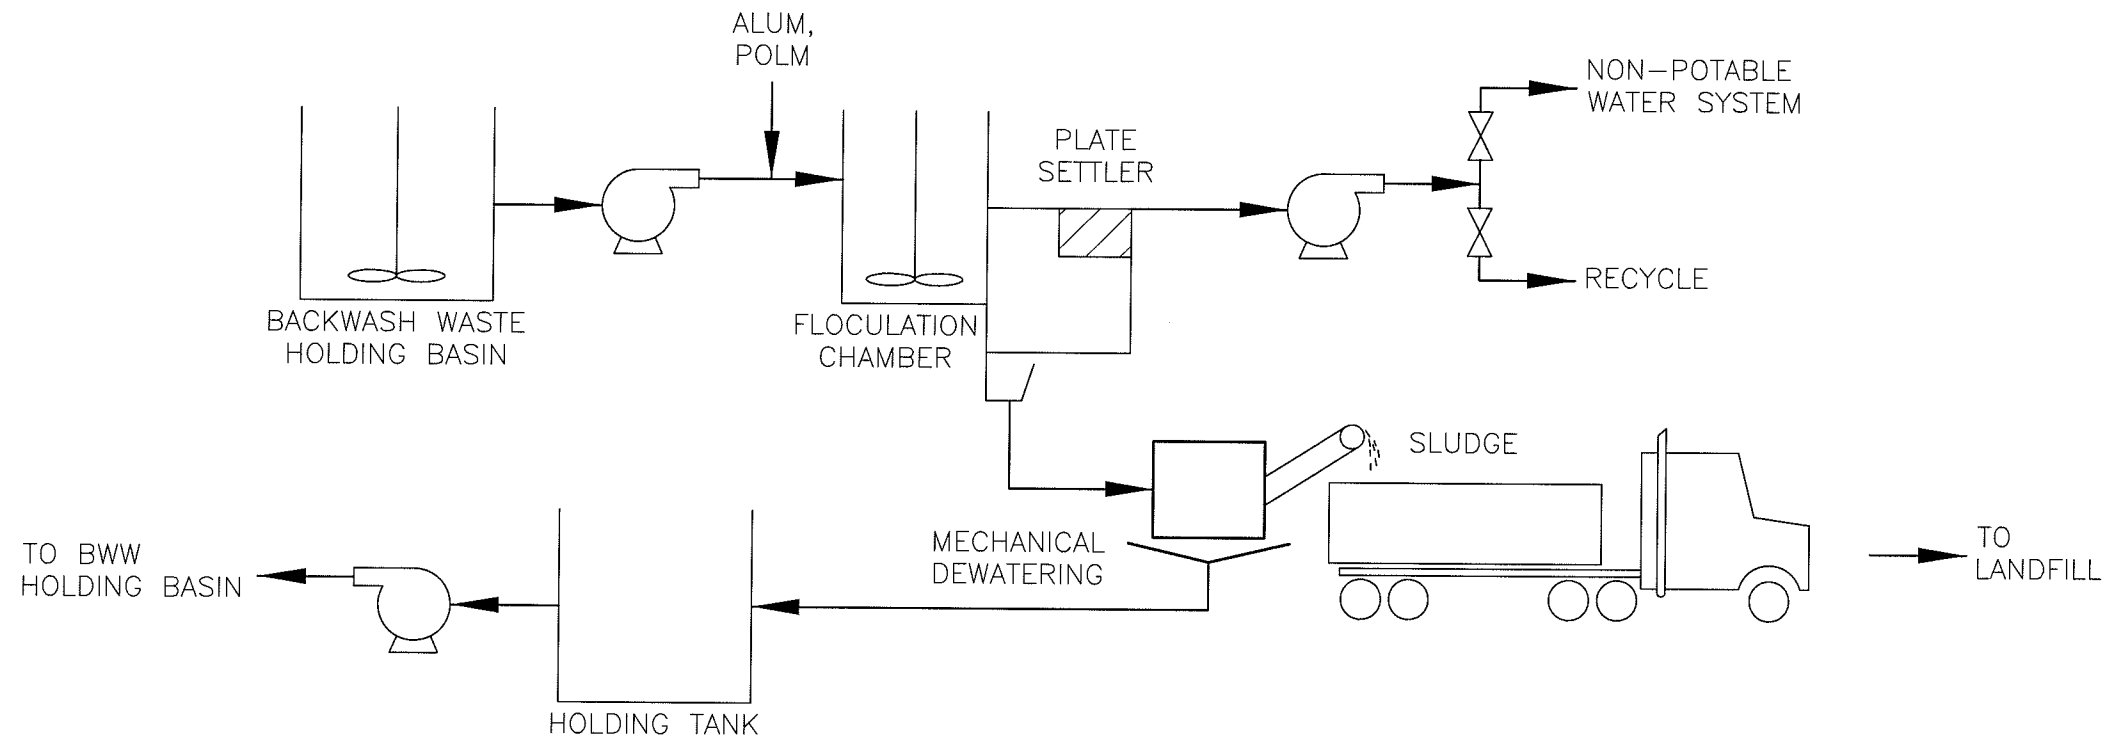 ALUM,
POLM
NON-POTABLE
WATER SYSTEM
PLATE
SETTLER
RECYCLE
BACKWASH WASTE
HOLDING BASIN
FLOCULATION
CHAMBER
SLUDGE
MECHANICAL
DEWATERING
TO BWW
HOLDING BASIN
TO
LANDFILL
HOLDING TANK